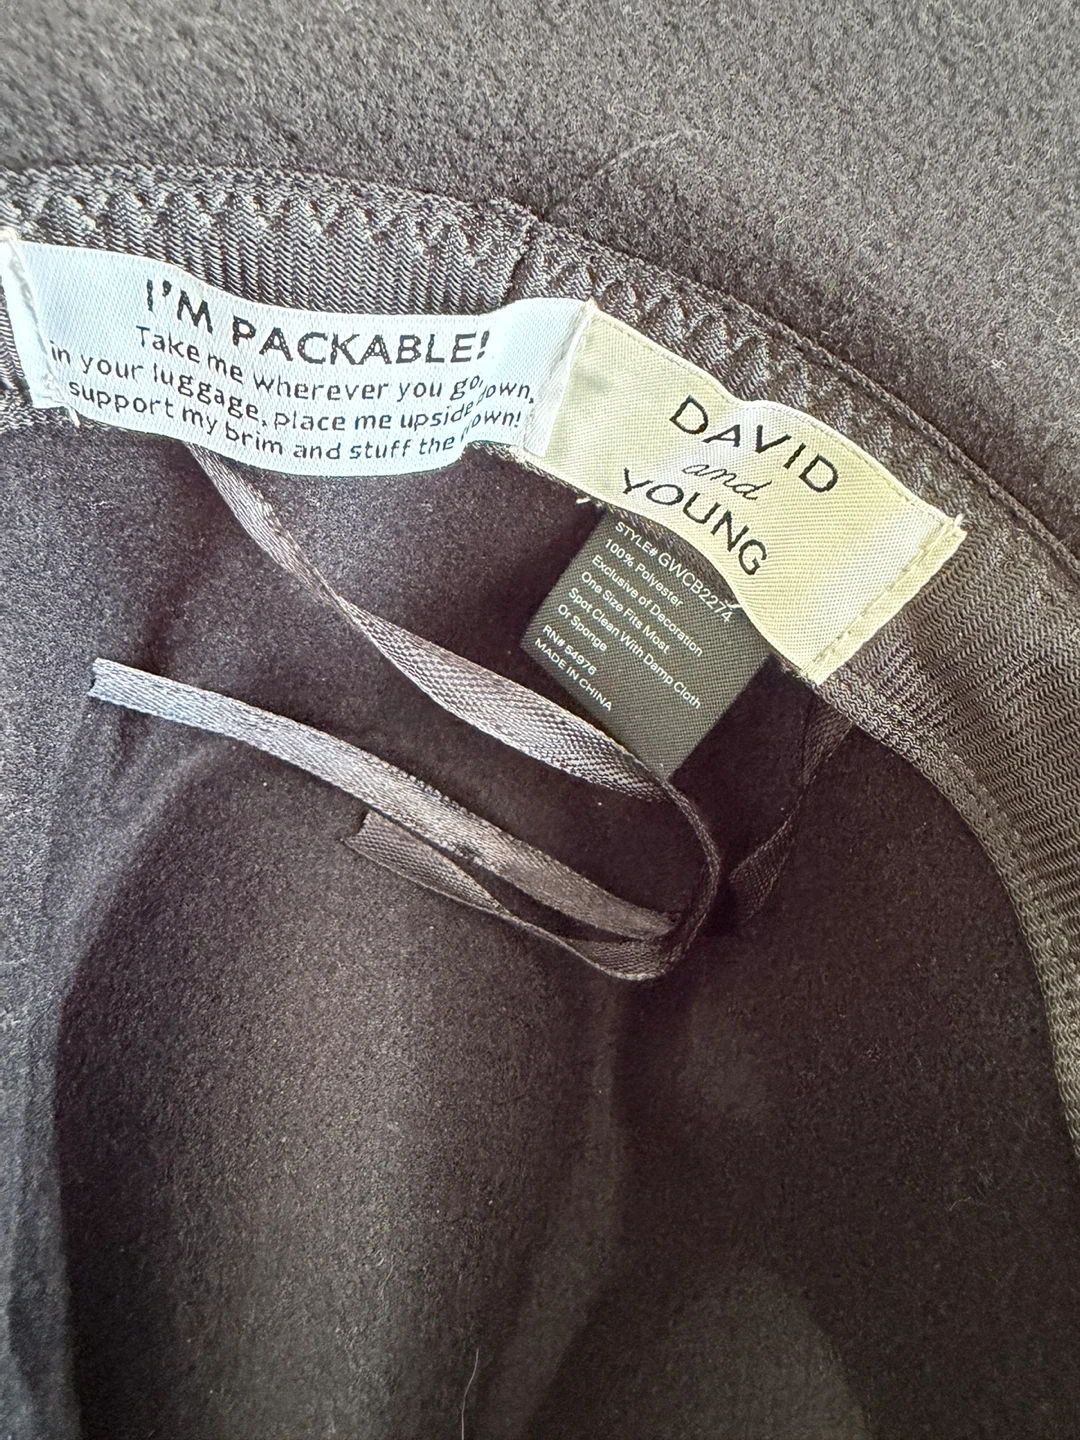 I'M PACKABLE!
Take me wherever you go,
in your luggage, place me upside down,
support my brim and stuff the
DAVID
and
YOUNG
STYLE# GWCB2274
100% Polyester
Exclusive of Decoration
One Size Fits Most
Spot Clean With Damp Cloth
Or Sponge
RN# 54976
MADE IN CHINA